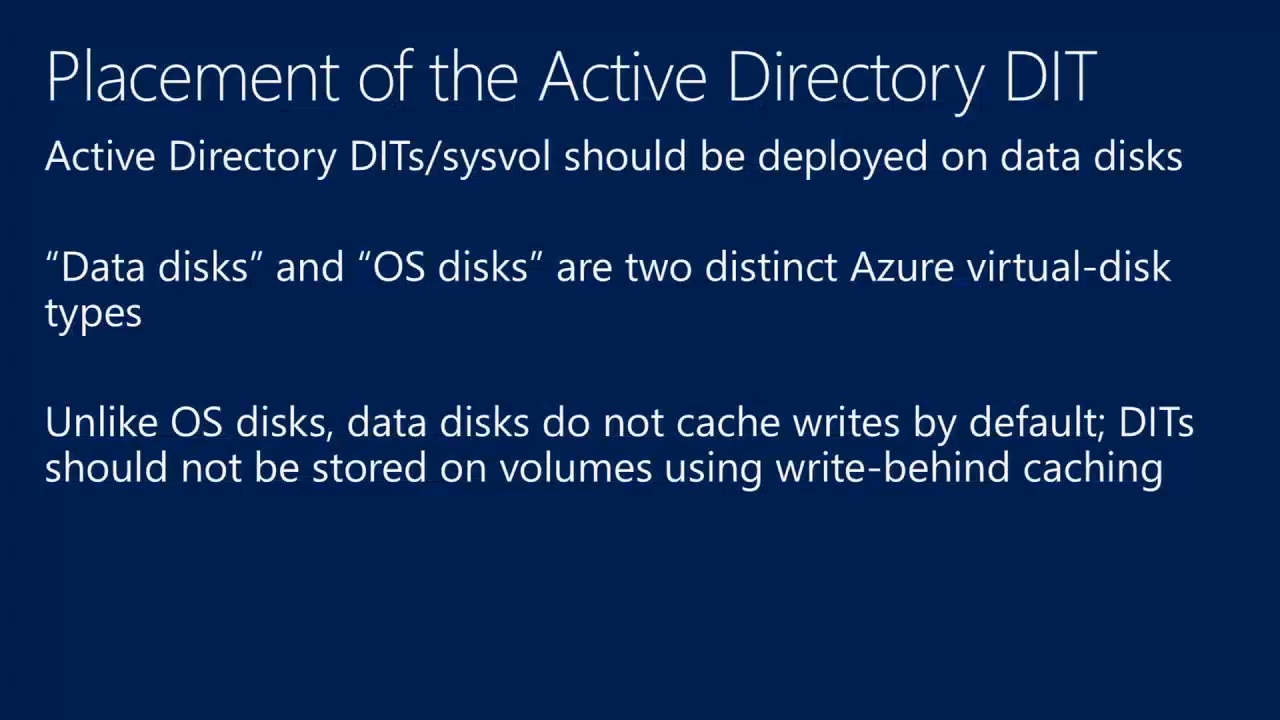 Placement of the Active Directory DIT
Active Directory DITs/sysvol should be deployed on data disks
“Data disks” and “OS disks” are two distinct Azure virtual-disk
types
Unlike OS disks, data disks do not cache writes by default; DITs
should not be stored on volumes using write-behind caching